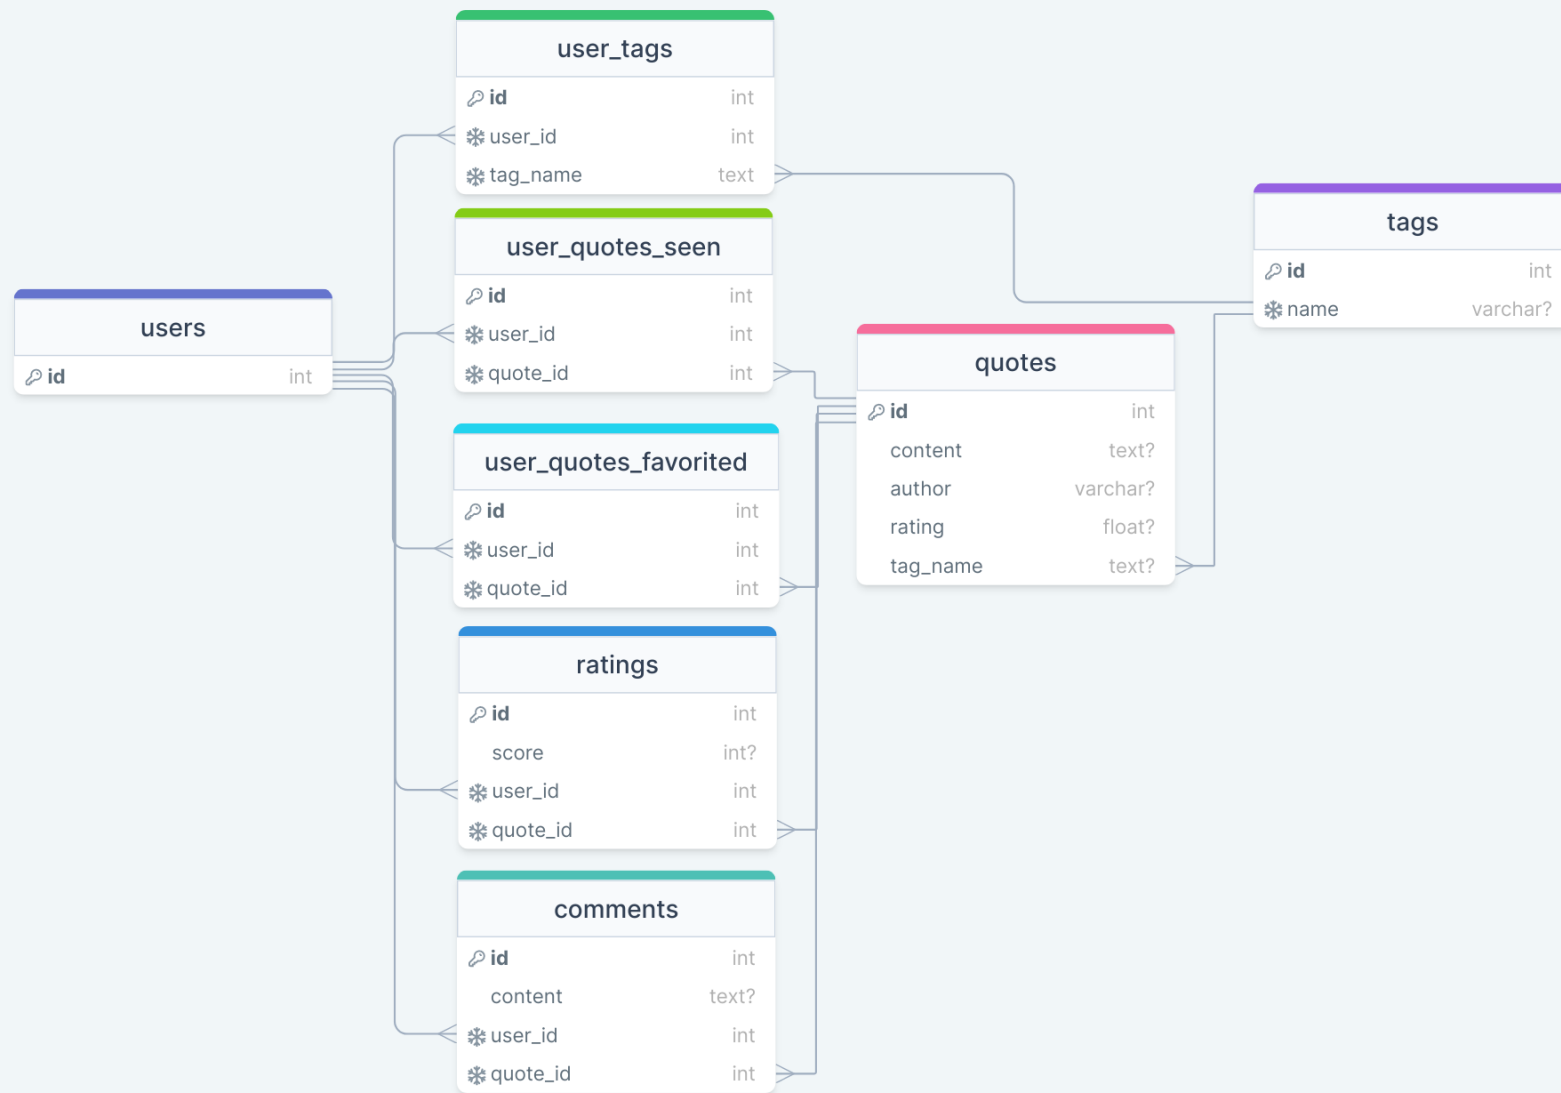 user_tags
id int
user_id int
tag_name text
user_quotes_seen
id int
user_id int
quote_id int
users
id int
user_quotes_favorited
id int
user_id int
quote_id int
ratings
id int
score int?
user_id int
quote_id int
comments
id int
content text?
user_id int
quote_id int
quotes
id int
content text?
author varchar?
rating float?
tag_name text?
tags
id int
name varchar?